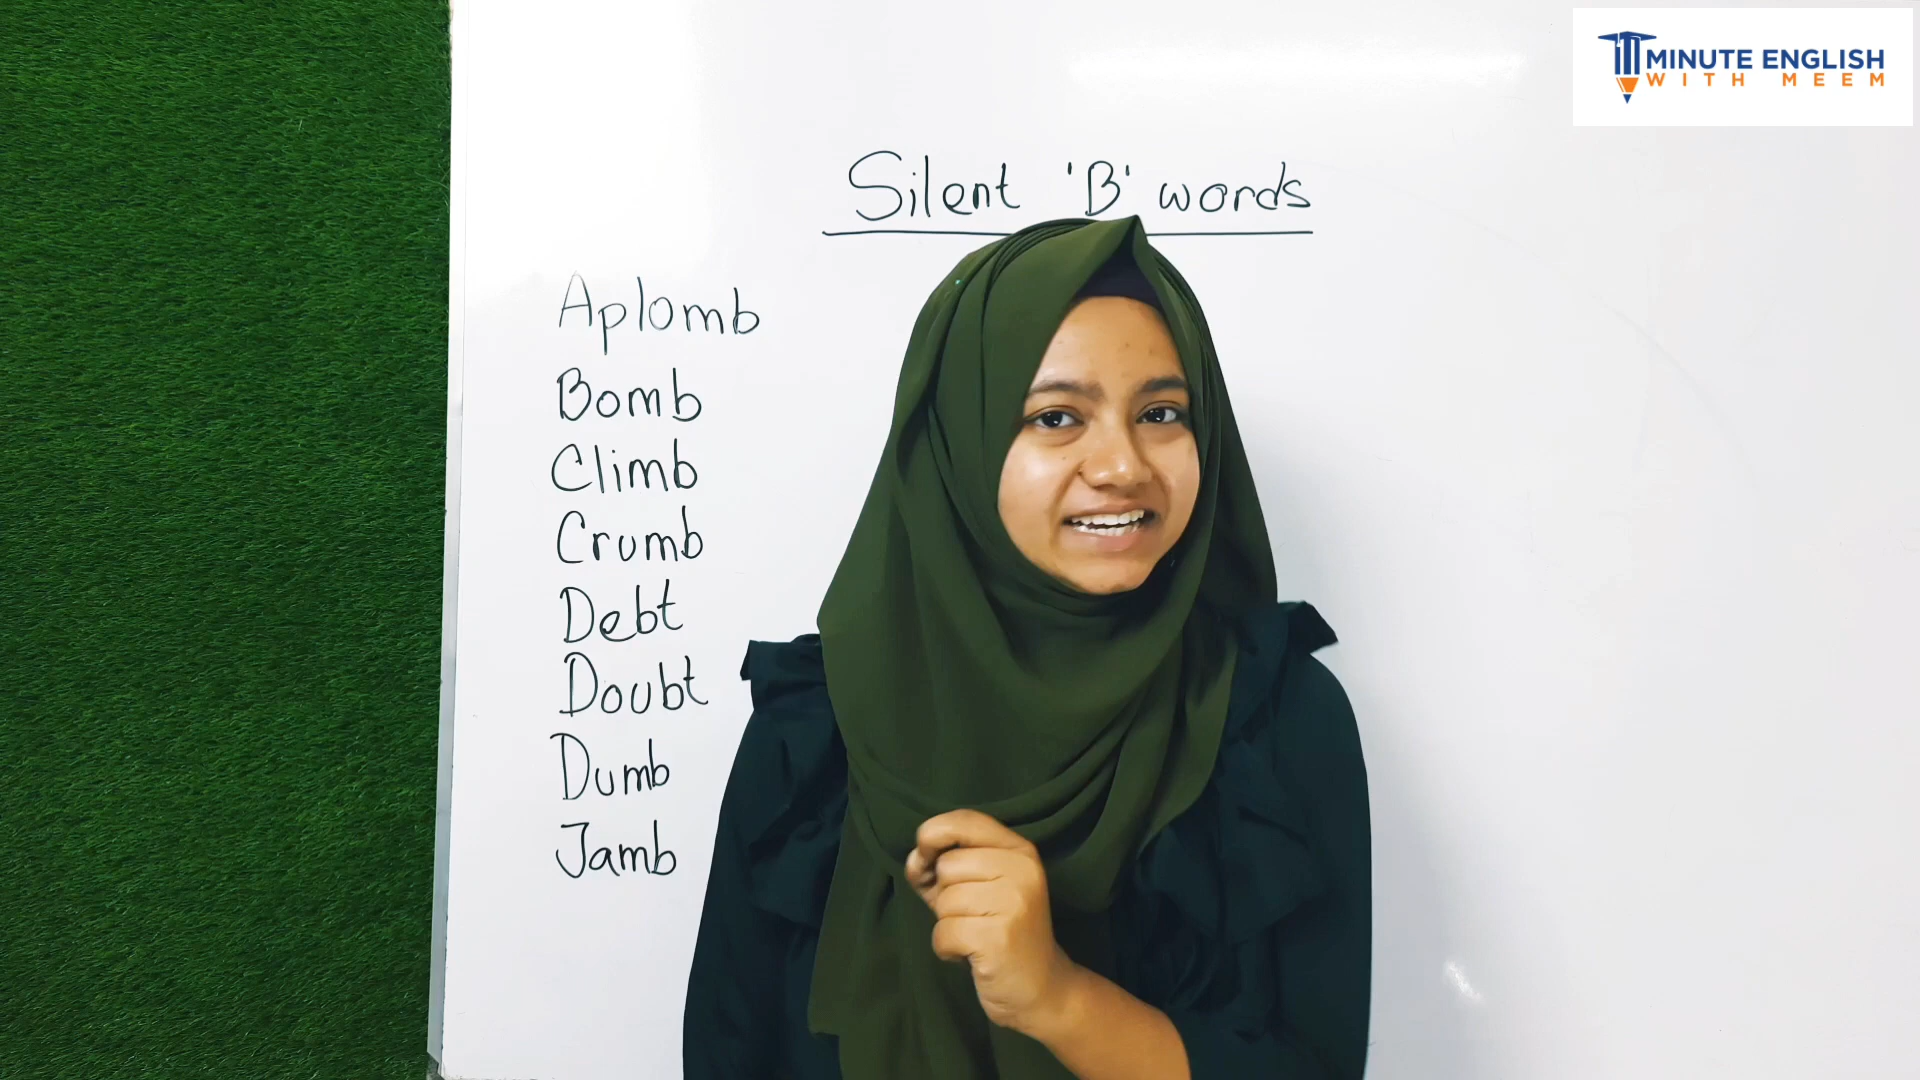 MINUTE ENGLISH
WITH MEEM
Silent 'B' words
Aplomb
Bomb
Climb
Crumb
Debt
Doubt
Dumb
Jamb